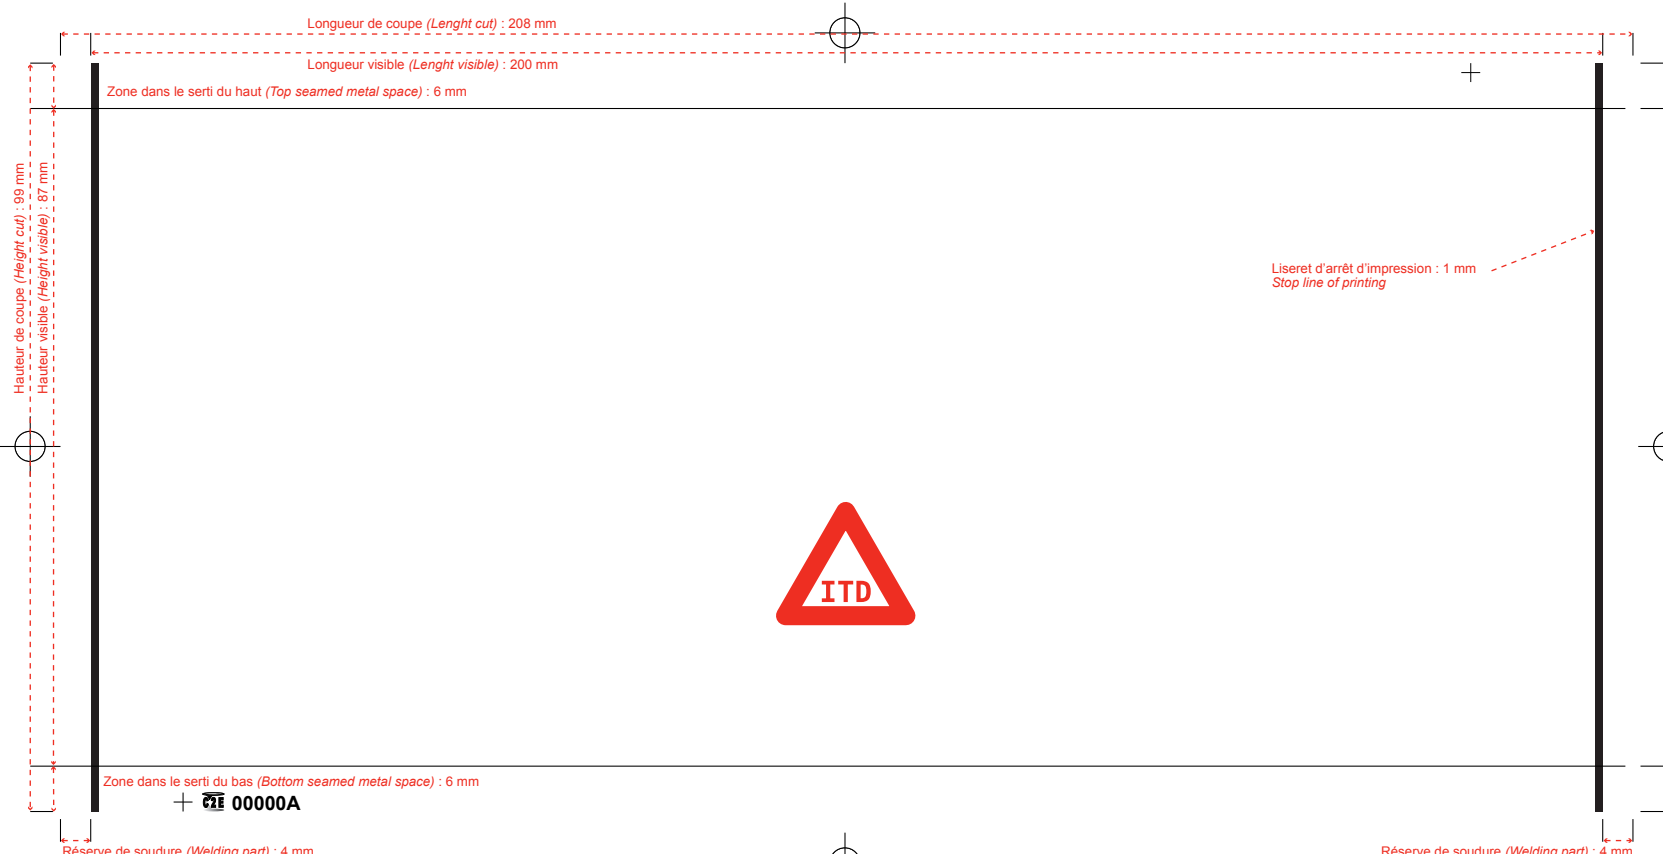 Longueur de coupe (Lenght cut) : 208 mm
Longueur visible (Lenght visible) : 200 mm
Zone dans le serti du haut (Top seamed metal space) : 6 mm
Hauteur de coupe (Height cut) : 99 mm
Hauteur visible (Height visible) : 87 mm
Liseret d'arrêt d'impression : 1 mm
Stop line of printing
ITD
Zone dans le serti du bas (Bottom seamed metal space) : 6 mm
C2E 00000A
Réserve de soudure (Welding part) : 4 mm
Réserve de soudure (Welding part) : 4 mm